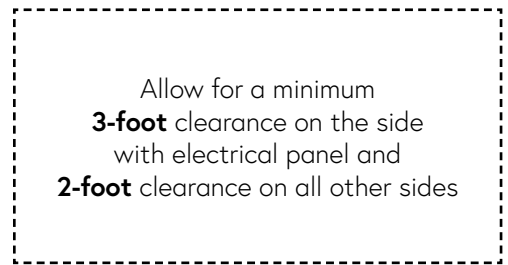 Allow for a minimum
3-foot clearance on the side
with electrical panel and
2-foot clearance on all other sides